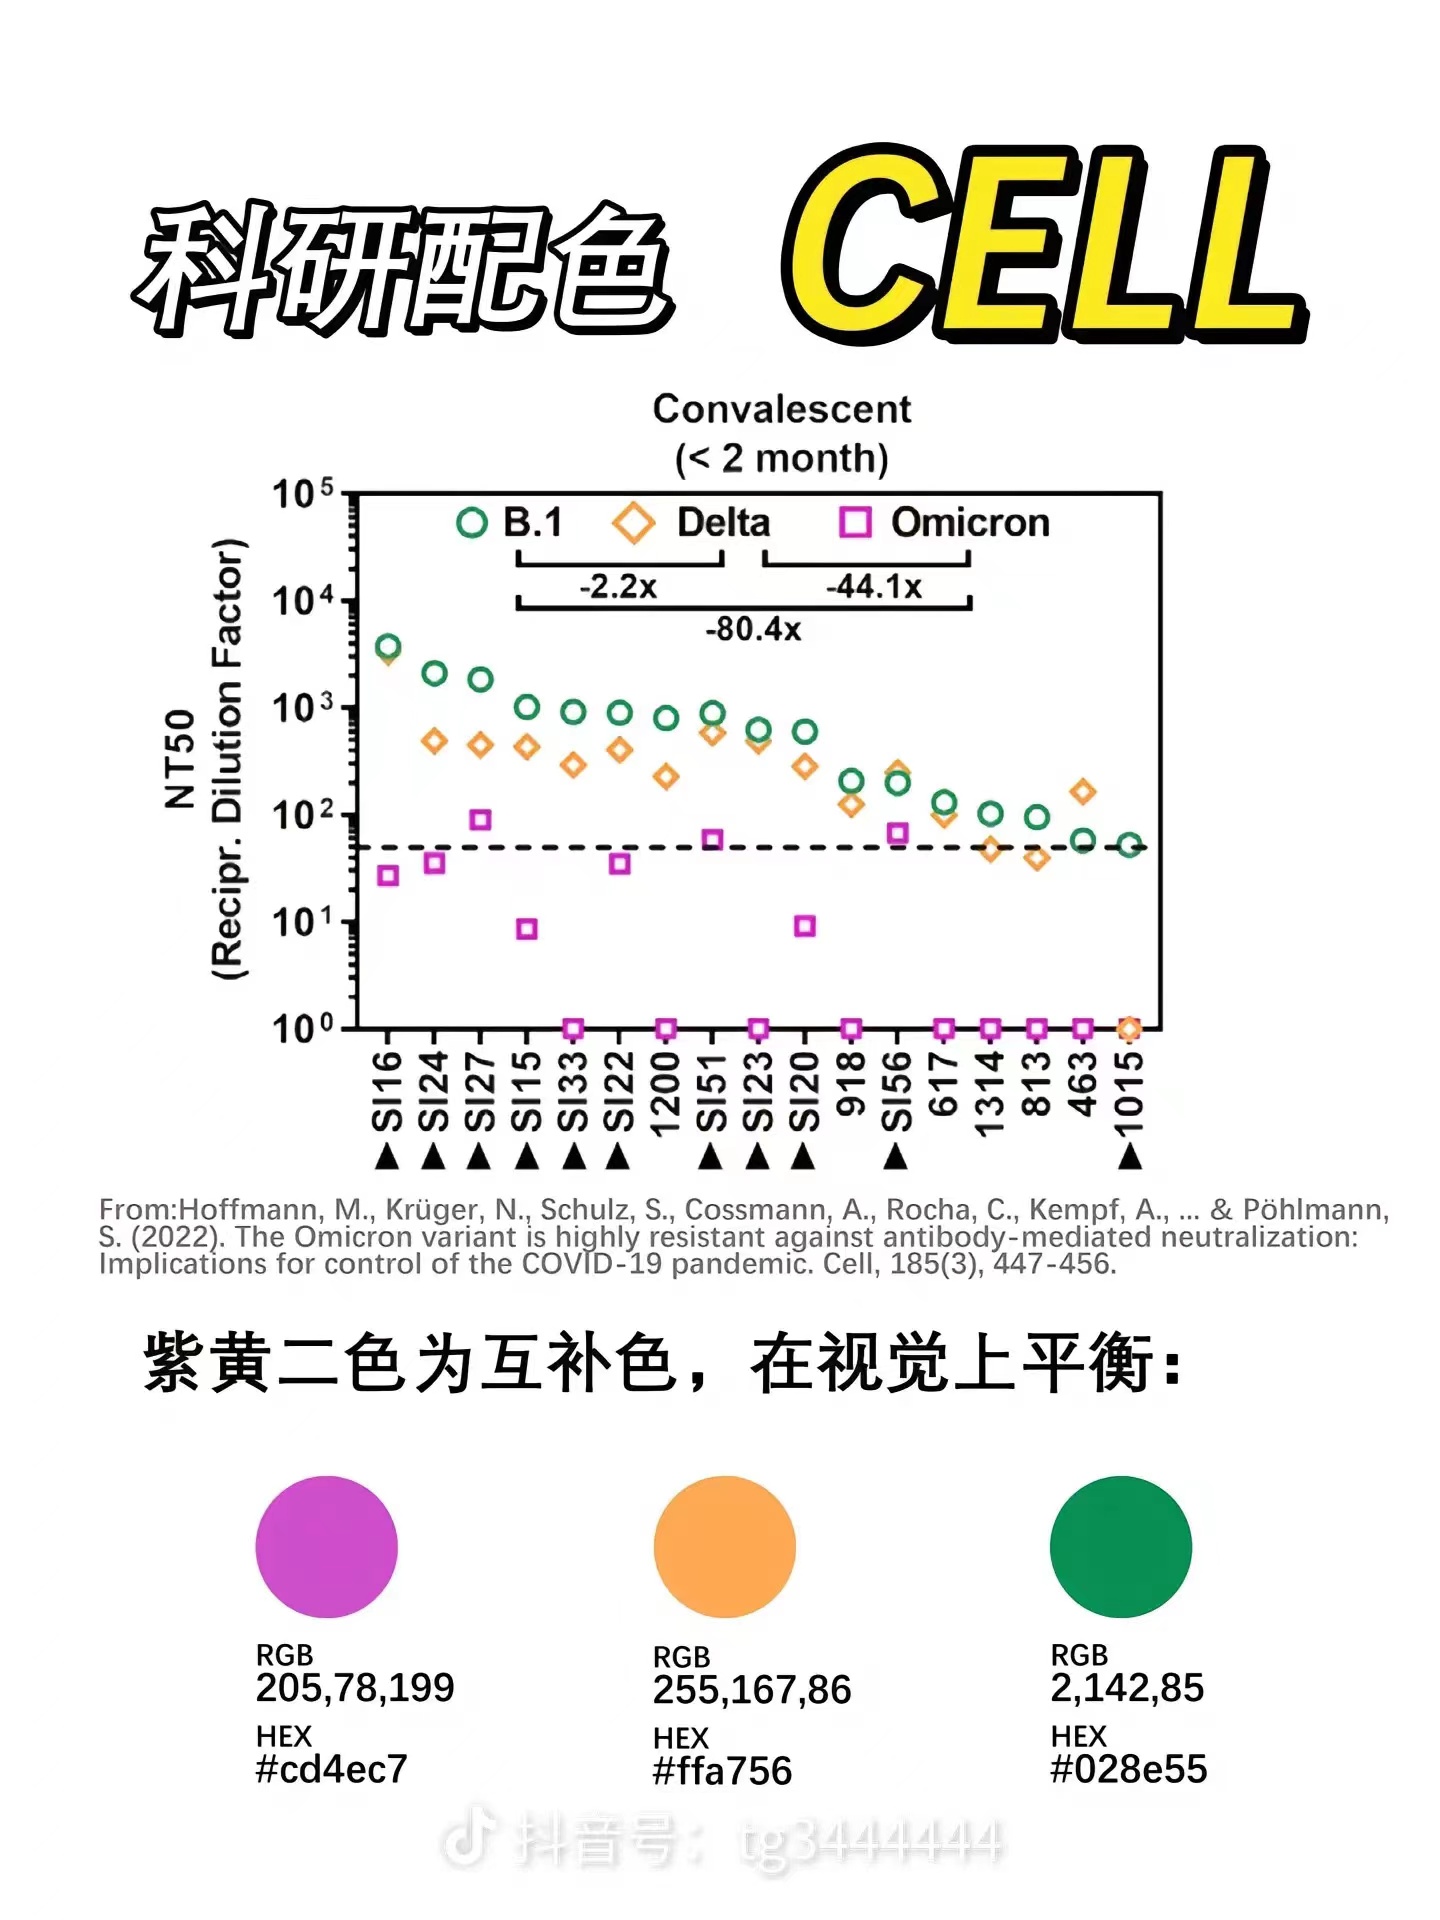 科研配色 CELL
Convalescent
(< 2 month)
B.1 Delta Omicron
-2.2x -44.1x
-80.4x
10^5
10^4
10^3
10^2
10^1
10^0
NT50
(Recipr. Dilution Factor)
SI16 SI24 SI27 SI15 SI33 SI22 1200 SI51 SI23 SI20 918 SI56 617 1314 813 463 1015
From:Hoffmann, M., Krüger, N., Schulz, S., Cossmann, A., Rocha, C., Kempf, A., ... & Pöhlmann,
S. (2022). The Omicron variant is highly resistant against antibody-mediated neutralization:
Implications for control of the COVID-19 pandemic. Cell, 185(3), 447-456.
紫黄二色为互补色，在视觉上平衡：
RGB RGB RGB
205,78,199 255,167,86 2,142,85
HEX HEX HEX
#cd4ec7 #ffa756 #028e55
抖音号：tg3444444